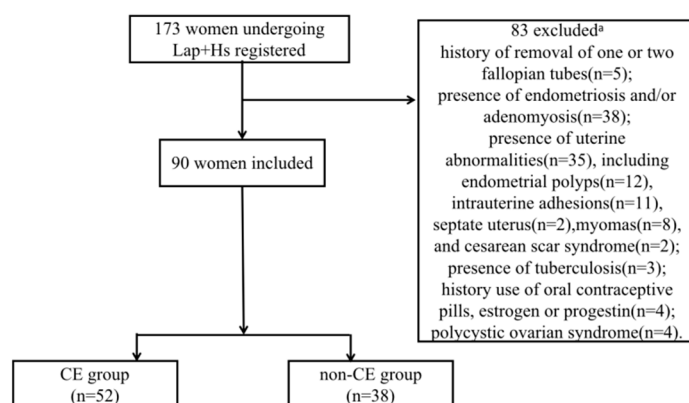 173 women undergoing
Lap+Hs registered
83 excludedª
history of removal of one or two
fallopian tubes(n=5);
presence of endometriosis and/or
adenomyosis(n=38);
presence of uterine
abnormalities(n=35), including
endometrial polyps(n=12),
intrauterine adhesions(n=11),
septate uterus(n=2),myomas(n=8),
and cesarean scar syndrome(n=2);
presence of tuberculosis(n=3);
history use of oral contraceptive
pills, estrogen or progestin(n=4);
polycystic ovarian syndrome(n=4).
90 women included
CE group
(n=52)
non-CE group
(n=38)